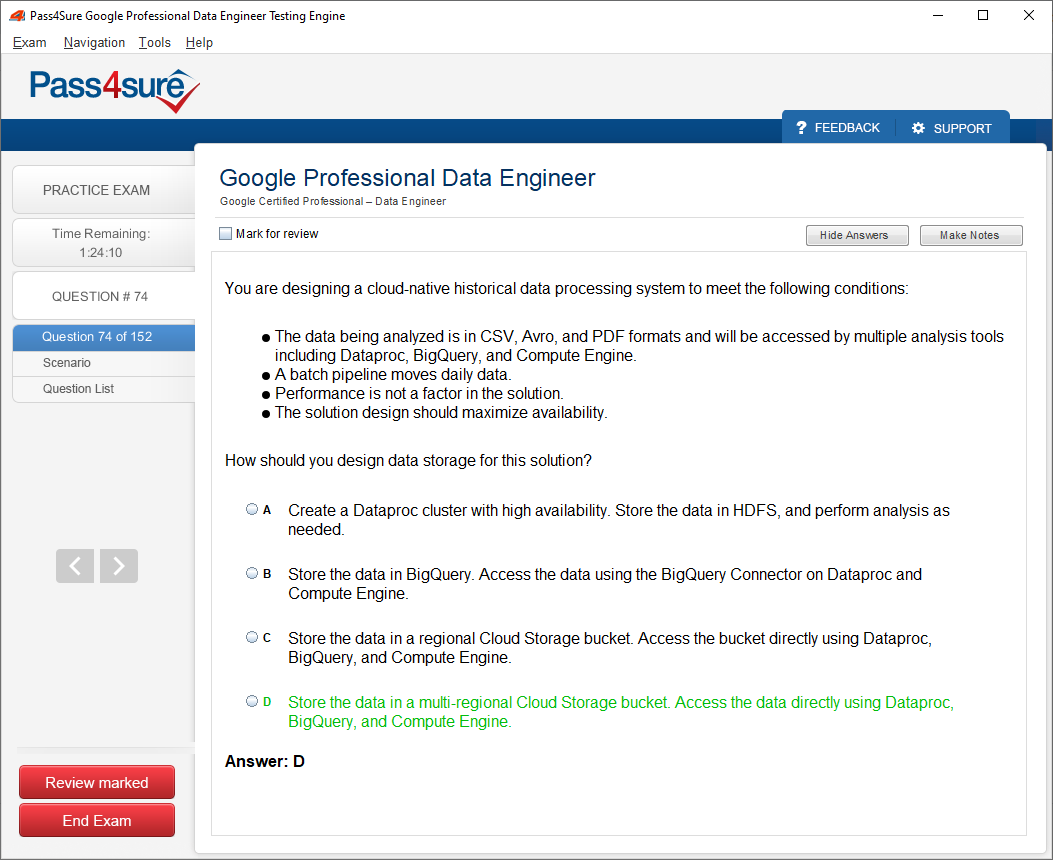 Pass4Sure Google Professional Data Engineer Testing Engine
Exam Navigation Tools Help
Pass4sure
? FEEDBACK SUPPORT
PRACTICE EXAM
Time Remaining:
1:24:10
QUESTION # 74
Question 74 of 152
Scenario
Question List
Review marked
End Exam
Google Professional Data Engineer
Google Certified Professional – Data Engineer
Mark for review
Hide Answers Make Notes
You are designing a cloud-native historical data processing system to meet the following conditions:
● The data being analyzed is in CSV, Avro, and PDF formats and will be accessed by multiple analysis tools
including Dataproc, BigQuery, and Compute Engine.
● A batch pipeline moves daily data.
● Performance is not a factor in the solution.
● The solution design should maximize availability.
How should you design data storage for this solution?
A Create a Dataproc cluster with high availability. Store the data in HDFS, and perform analysis as
needed.
B Store the data in BigQuery. Access the data using the BigQuery Connector on Dataproc and
Compute Engine.
C Store the data in a regional Cloud Storage bucket. Access the bucket directly using Dataproc,
BigQuery, and Compute Engine.
D Store the data in a multi-regional Cloud Storage bucket. Access the data directly using Dataproc,
BigQuery, and Compute Engine.
Answer: D